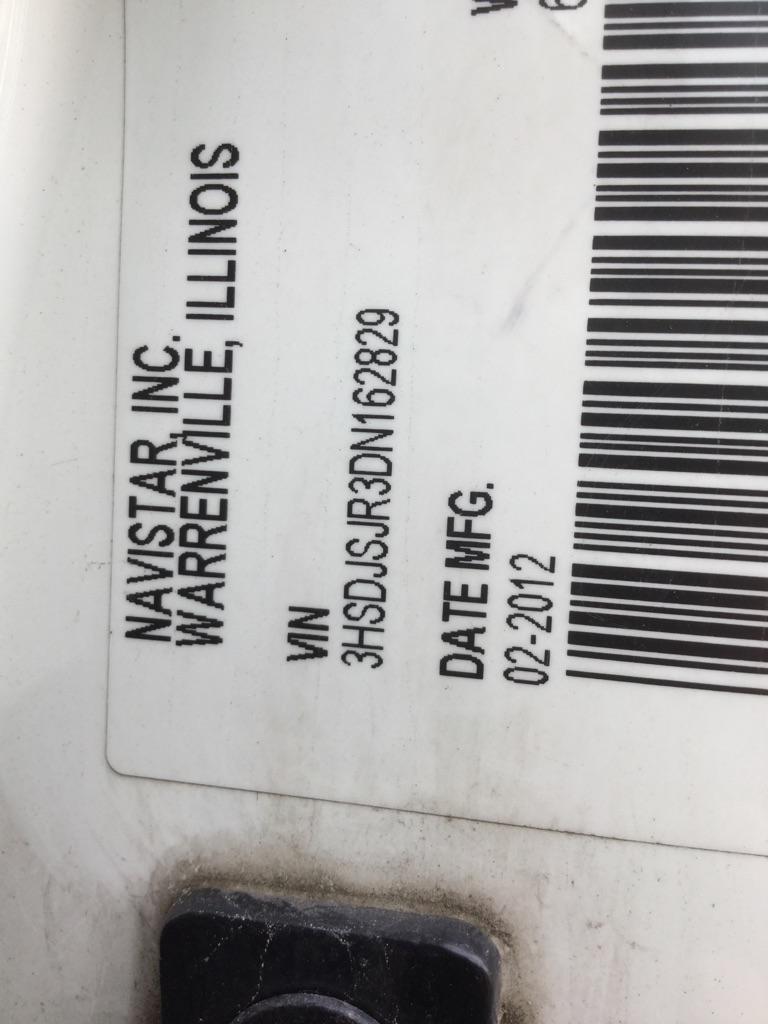 NAVISTAR, INC.
WARRENVILLE, ILLINOIS
VIN
3HSDJSJR3DN162829
DATE MFG.
02-2012